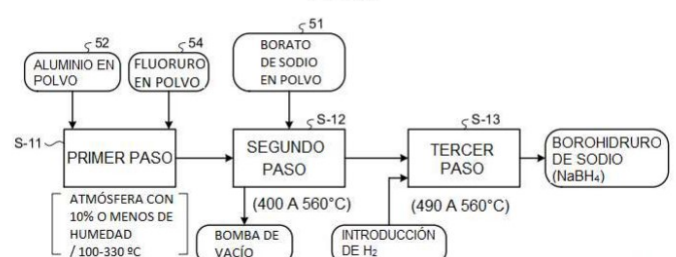 52
ALUMINIO EN
POLVO
54
FLUORURO
EN POLVO
51
BORATO
DE SODIO
EN POLVO
S-11
PRIMER PASO
S-12
SEGUNDO
PASO
S-13
TERCER
PASO
BOROHIDRURO
DE SODIO
(NaBH₄)
ATMÓSFERA CON
10% O MENOS DE
HUMEDAD
/ 100-330 ºC
(400 A 560°C)
(490 A 560°C)
BOMBA DE
VACÍO
INTRODUCCIÓN
DE H₂